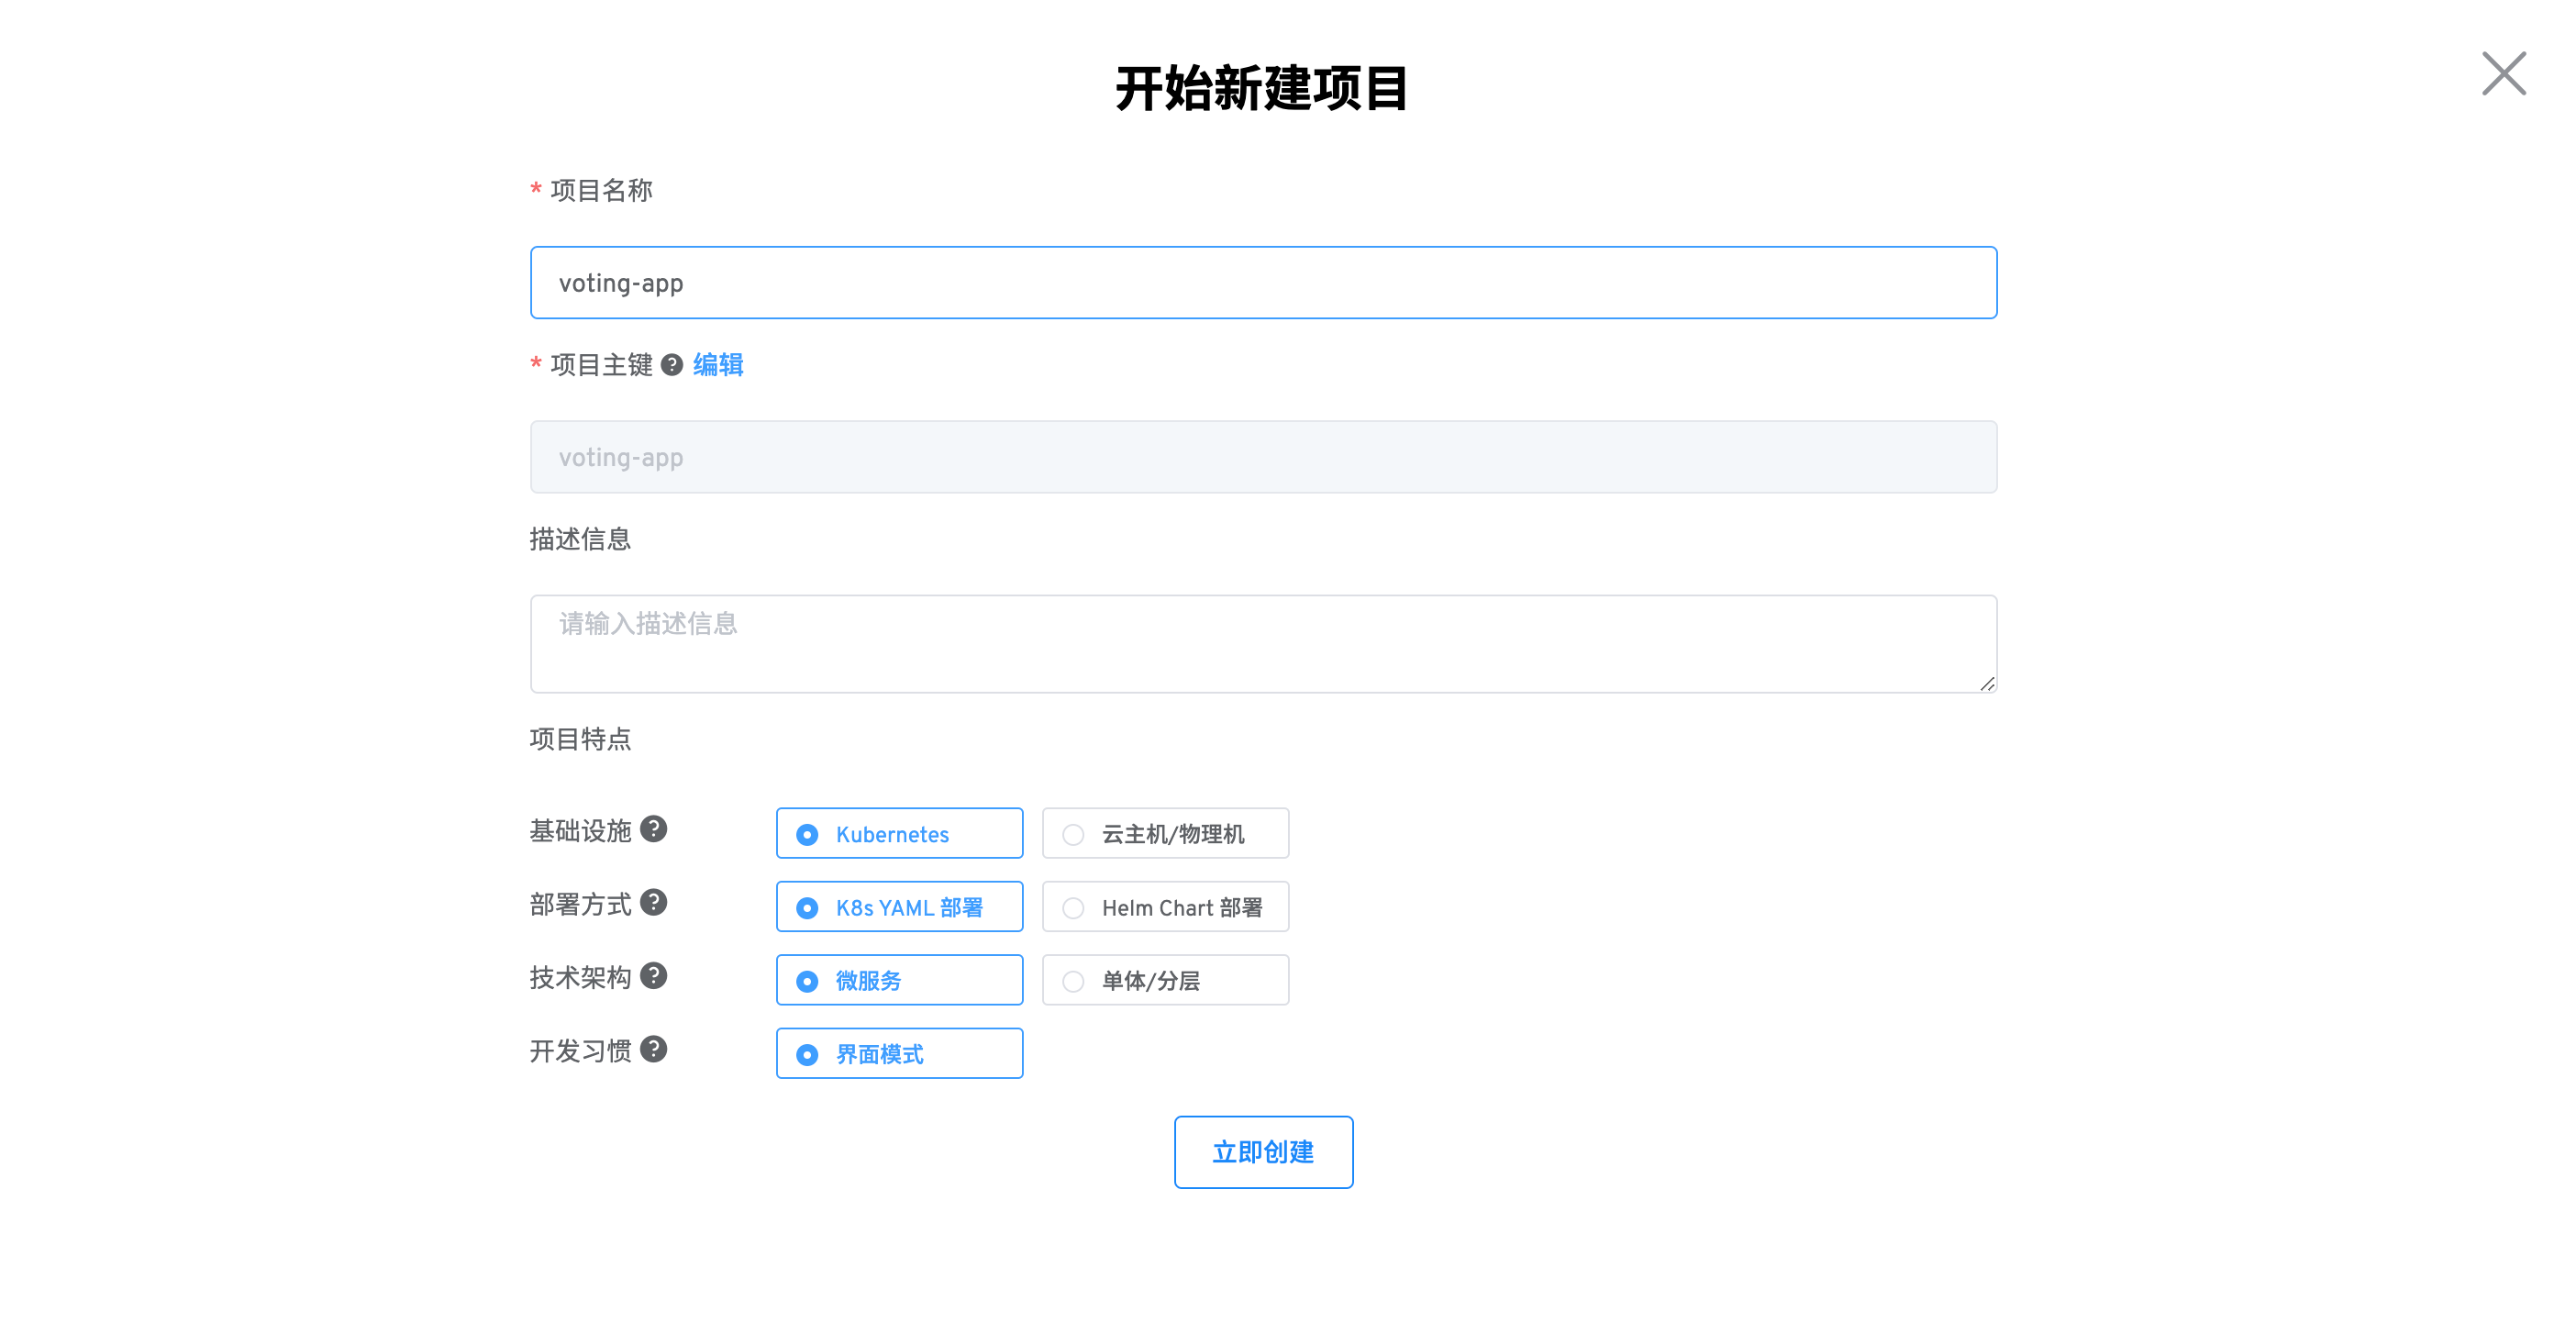 开始新建项目
* 项目名称
voting-app
* 项目主键 ? 编辑
voting-app
描述信息
请输入描述信息
项目特点
基础设施 ? Kubernetes 云主机/物理机
部署方式 ? K8s YAML 部署 Helm Chart 部署
技术架构 ? 微服务 单体/分层
开发习惯 ? 界面模式
立即创建